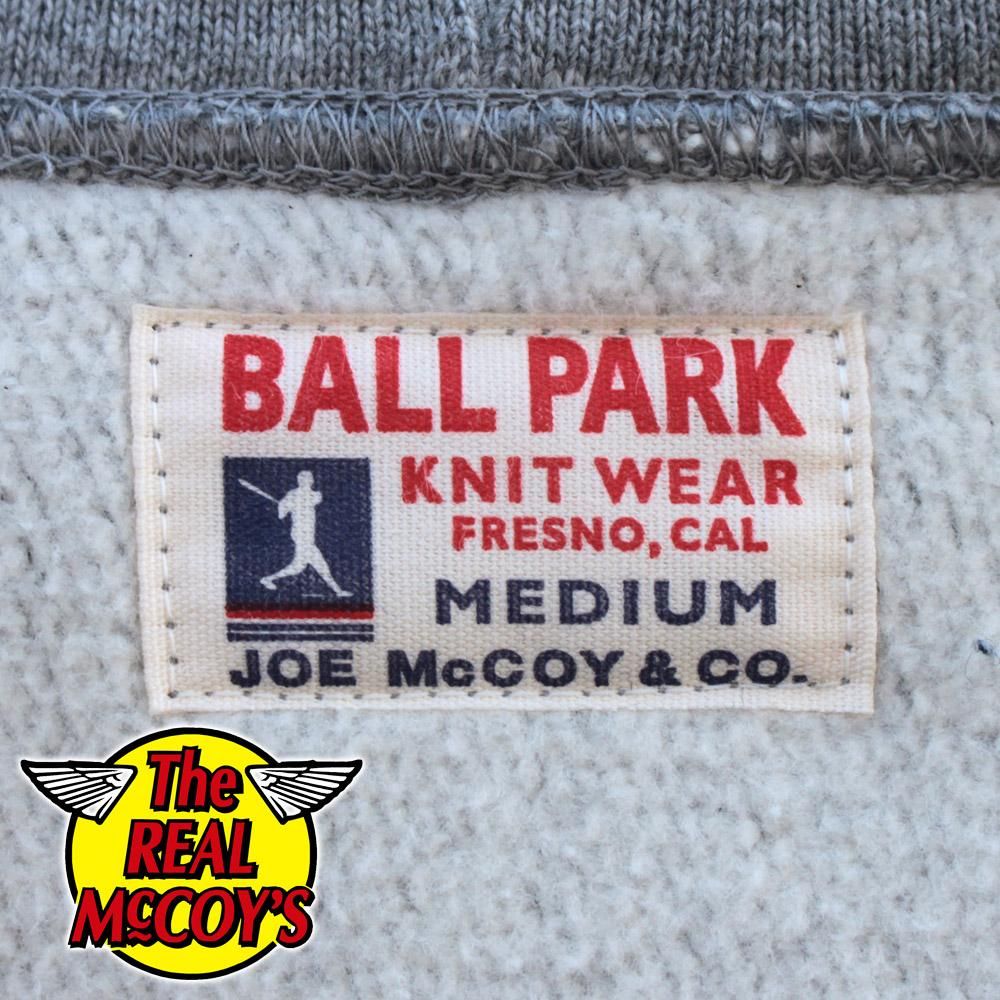 BALL PARK
KNIT WEAR
FRESNO, CAL
MEDIUM
JOE McCOY & CO.
The
REAL
McCOY'S